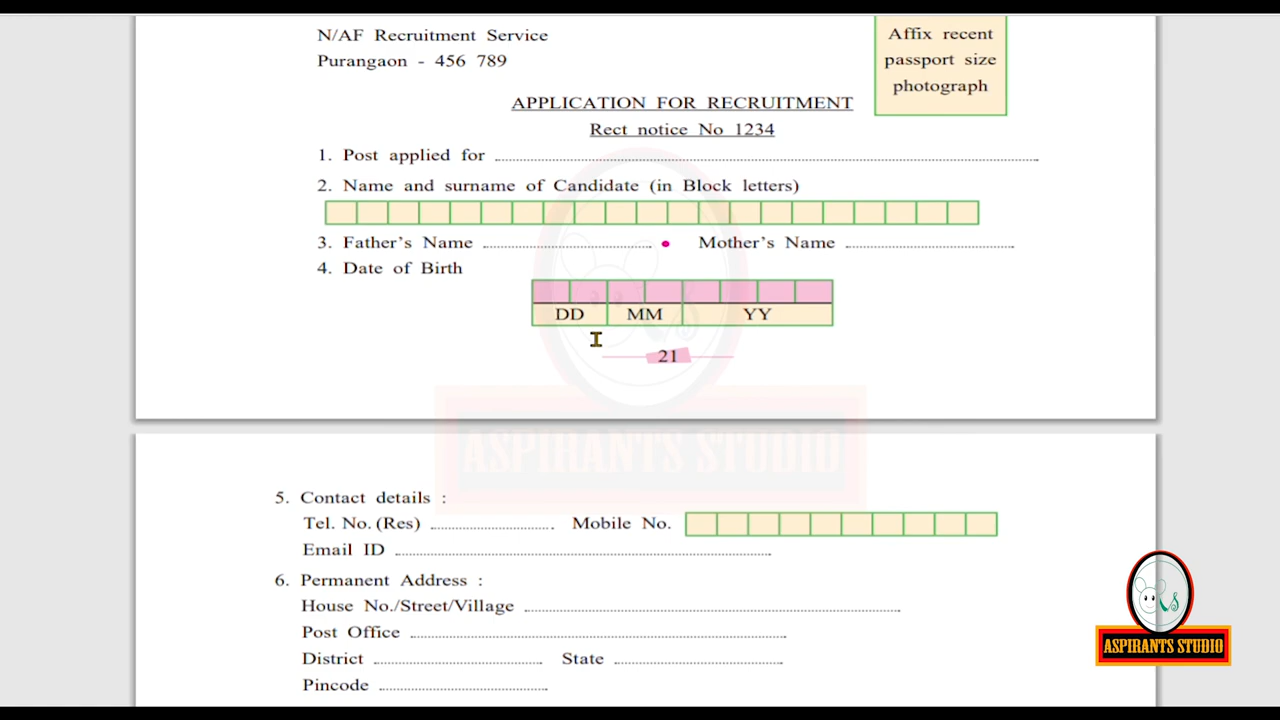 N/AF Recruitment Service
Purangaon - 456 789
Affix recent
passport size
photograph
APPLICATION FOR RECRUITMENT
Rect notice No 1234
1. Post applied for
2. Name and surname of Candidate (in Block letters)
3. Father's Name Mother's Name
4. Date of Birth
DD MM YY
21
ASPIRANTS STUDIO
5. Contact details :
Tel. No. (Res) Mobile No.
Email ID
6. Permanent Address :
House No./Street/Village
Post Office
District State
Pincode
ASPIRANTS STUDIO